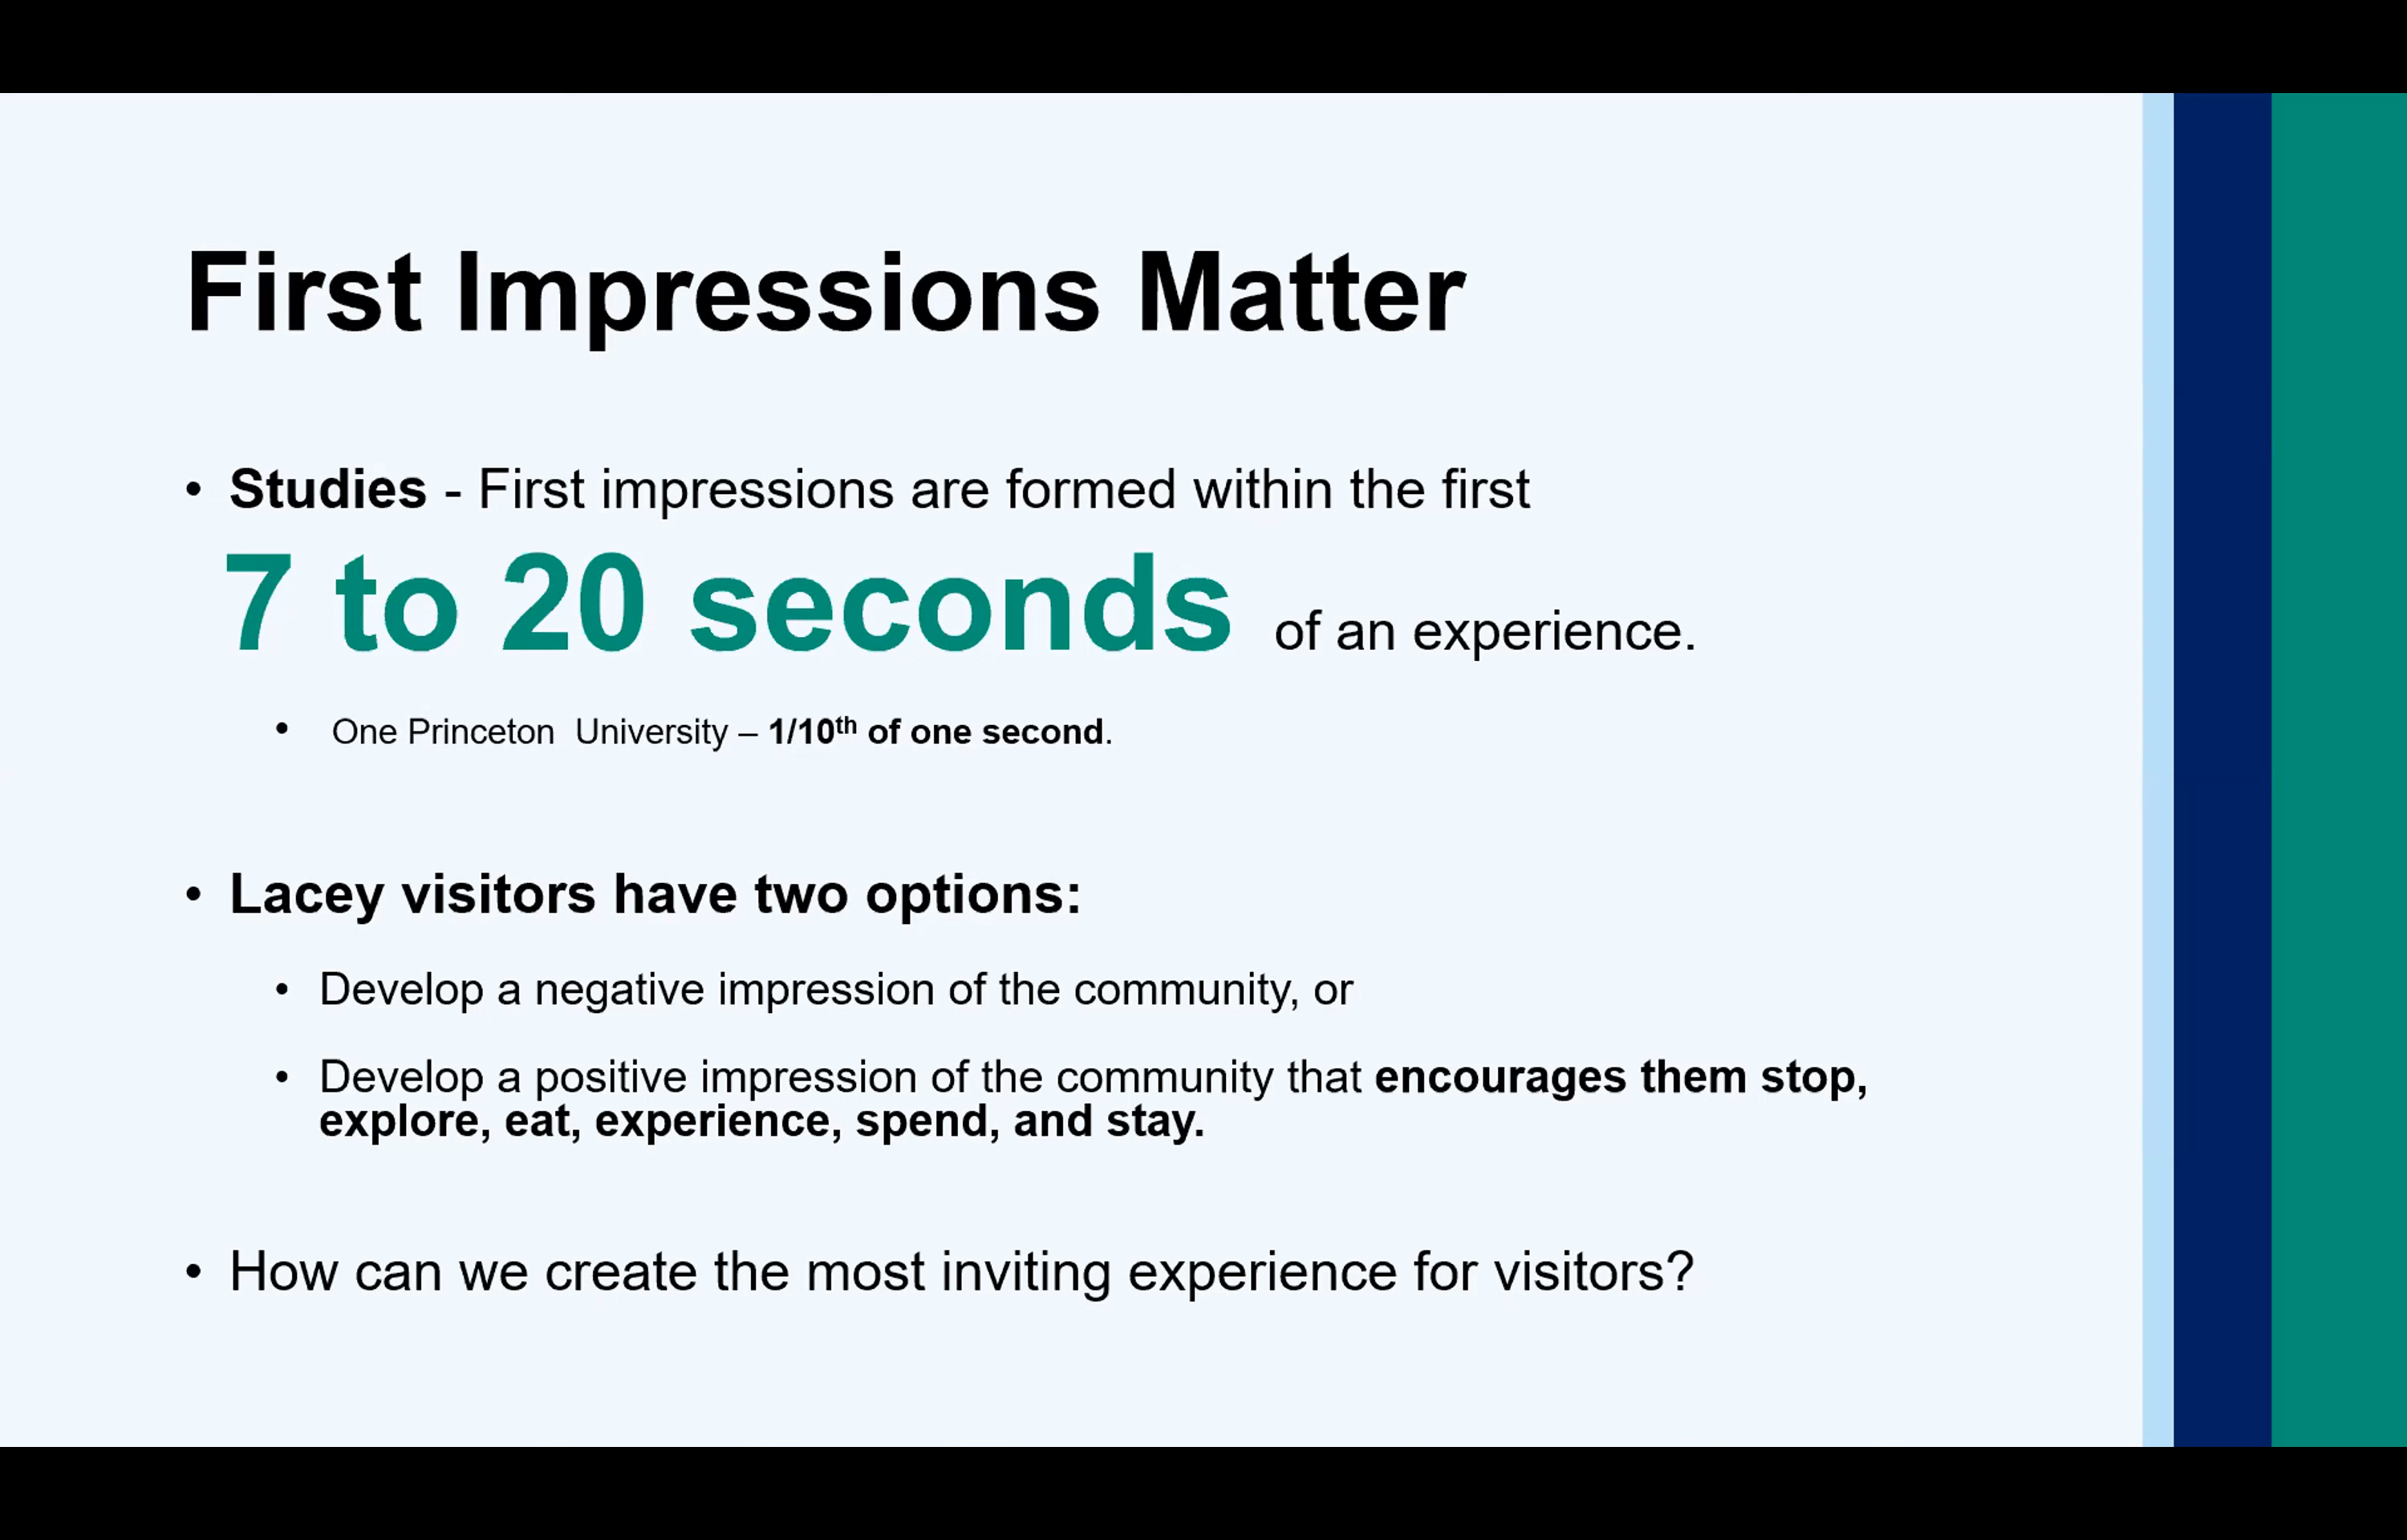 First Impressions Matter
• Studies - First impressions are formed within the first
7 to 20 seconds of an experience.
• One Princeton University – 1/10th of one second.
• Lacey visitors have two options:
• Develop a negative impression of the community, or
• Develop a positive impression of the community that encourages them stop,
explore, eat, experience, spend, and stay.
• How can we create the most inviting experience for visitors?